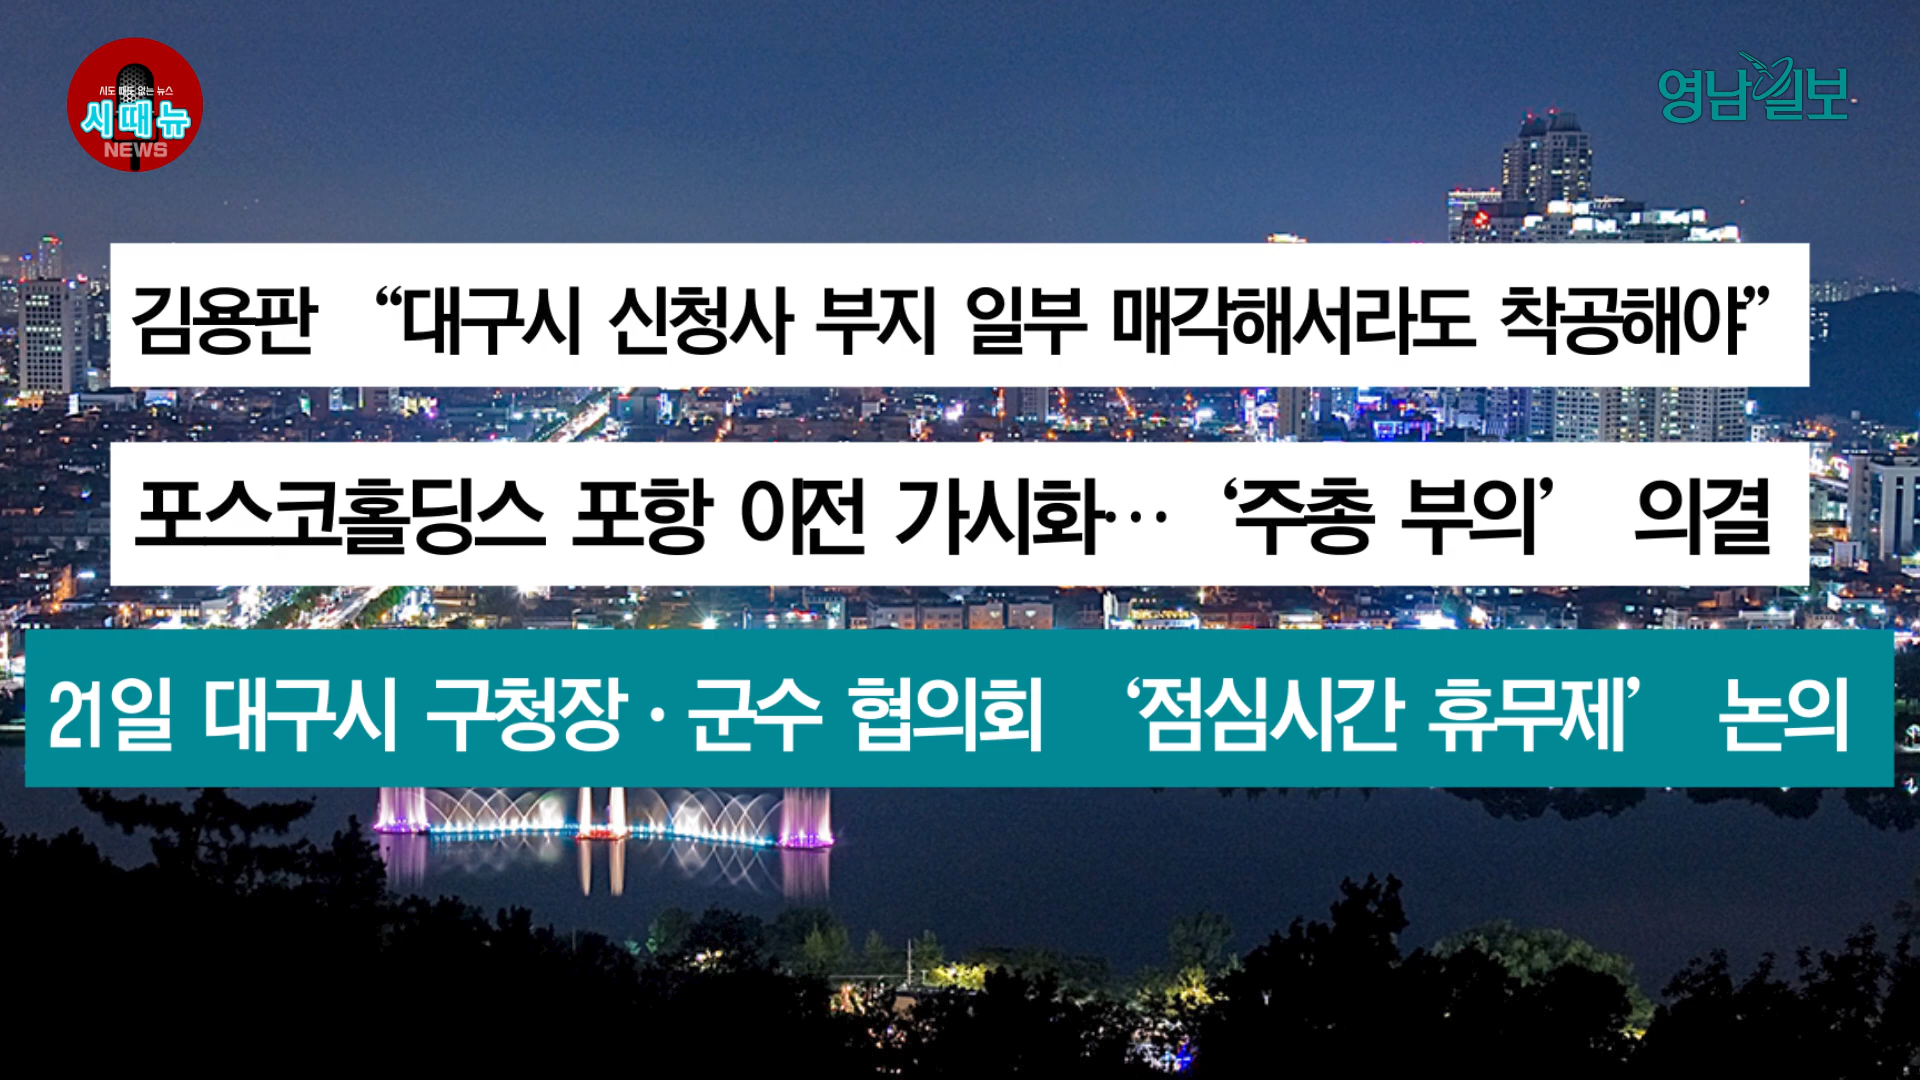 시도 때도 없는 뉴스
시때뉴
NEWS
영남일보
김용판 “대구시 신청사 부지 일부 매각해서라도 착공해야”
포스코홀딩스 포항 이전 가시화… ‘주총 부의’ 의결
21일 대구시 구청장·군수 협의회 ‘점심시간 휴무제’ 논의